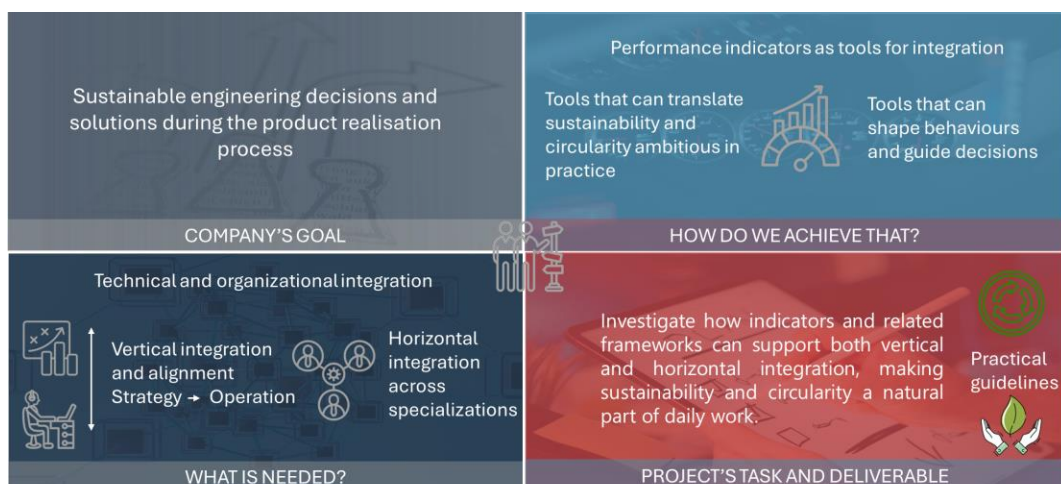 Sustainable engineering decisions and
solutions during the product realisation
process
COMPANY'S GOAL
Performance indicators as tools for integration
Tools that can translate
sustainability and
circularity ambitious in
practice
Tools that can
shape behaviours
and guide decisions
HOW DO WE ACHIEVE THAT?
Technical and organizational integration
Vertical integration
and alignment
Strategy → Operation
Horizontal
integration
across
specializations
WHAT IS NEEDED?
Investigate how indicators and related
frameworks can support both vertical
and horizontal integration, making
sustainability and circularity a natural
part of daily work.
Practical
guidelines
PROJECT'S TASK AND DELIVERABLE